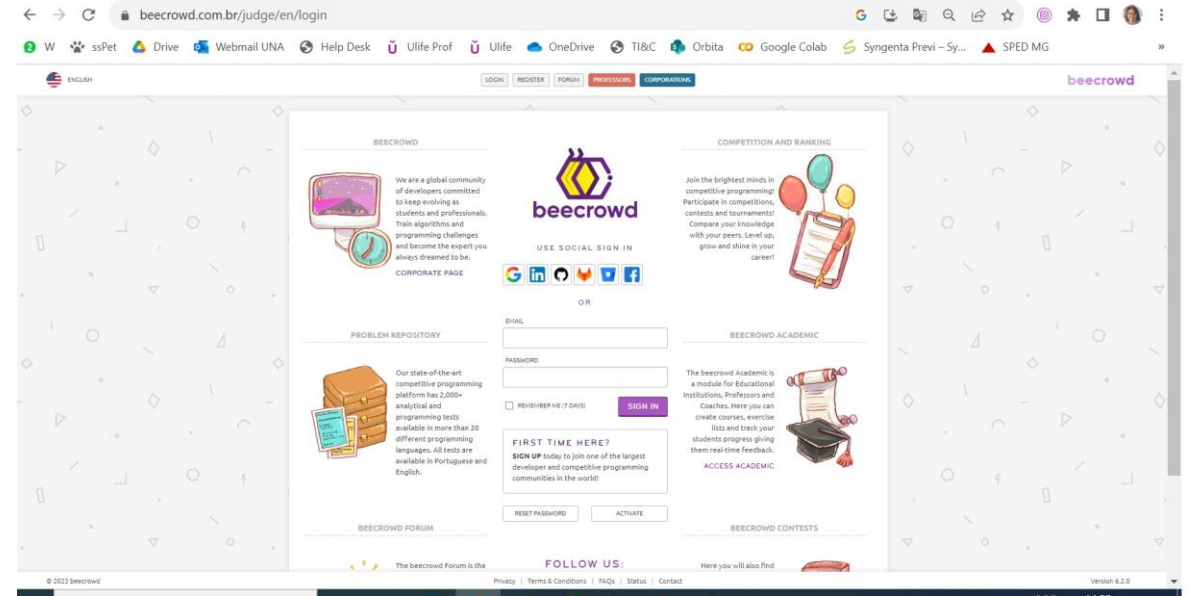 beecrowd.com.br/judge/en/login
W ssPet Drive Webmail UNA Help Desk Ulife Prof Ulife OneDrive TI&C Orbita Google Colab Syngenta Previ – Sy... SPED MG »
ENGLISH
LOGIN REGISTER FORUM PROFESSORS CORPORATIONS
beecrowd
BEECROWD
We are a global community
of developers committed
to keep evolving as
students and professionals.
Train algorithms and
programming challenges
and become the expert you
always dreamed to be.
CORPORATE PAGE
beecrowd
USE SOCIAL SIGN IN
OR
EMAIL
PASSWORD
REMEMBER ME (7 DAYS)
SIGN IN
FIRST TIME HERE?
SIGN UP today to join one of the largest
developer and competitive programming
communities in the world!
RESET PASSWORD
ACTIVATE
FOLLOW US:
COMPETITION AND RANKING
Join the brightest minds in
competitive programming!
Participate in competitions,
contests and tournaments!
Compare your knowledge
with your peers. Level up,
grow and shine in your
career!
PROBLEM REPOSITORY
Our state-of-the-art
competitive programming
platform has 2,000+
analytical and
programming tests
available in more than 20
different programming
languages. All tests are
available in Portuguese and
English.
BEECROWD ACADEMIC
The beecrowd Academic is
a module for Educational
Institutions, Professors and
Coaches. Here you can
create courses, exercise
lists and track your
students progress giving
them real-time feedback.
ACCESS ACADEMIC
BEECROWD FORUM
The beecrowd Forum is the
BEECROWD CONTESTS
Here you will also find
© 2023 beecrowd
Privacy | Terms & Conditions | FAQs | Status | Contact
Version 6.2.0